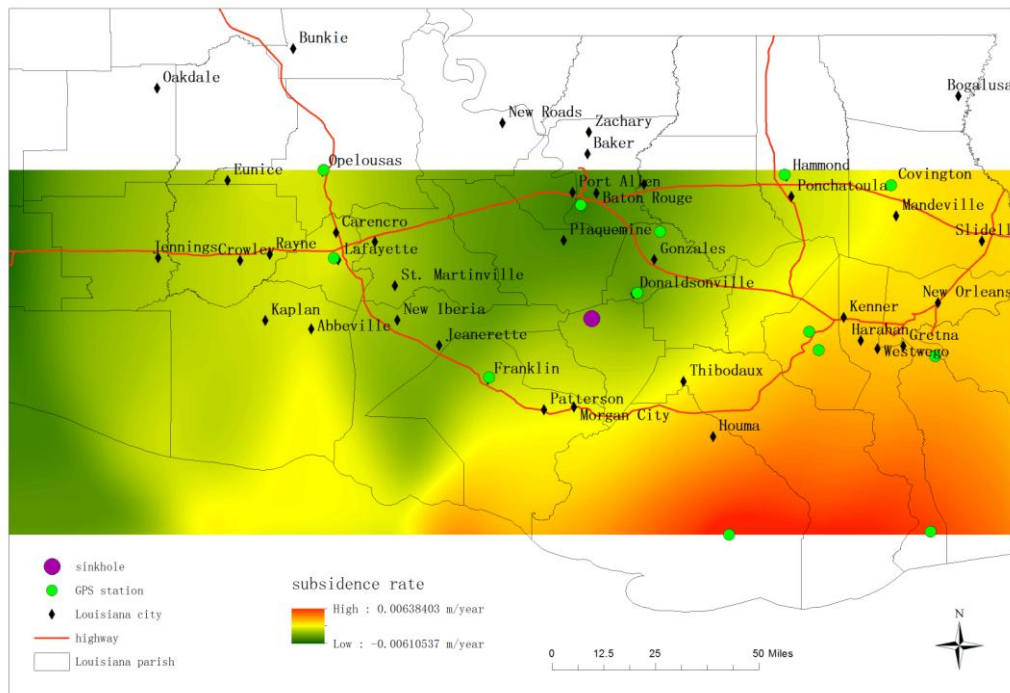 Bunkie
Oakdale
Bogalusa
New Roads
Zachary
Baker
Opelousas
Eunice
Hammond
Covington
Port Allen
Baton Rouge
Ponchatoula
Mandeville
Carencro
Plaquemine
Slidell
Jennings
Crowley
Rayne
Lafayette
Gonzales
St. Martinville
Donaldsonville
New Orleans
Kaplan
Abbeville
New Iberia
Kenner
Jeanerette
Harahan
Gretna
Westwego
Franklin
Thibodaux
Patterson
Morgan City
Houma
sinkhole
GPS station
Louisiana city
highway
Louisiana parish
subsidence rate
High : 0.00638403 m/year
Low : -0.00610537 m/year
N
0 12.5 25 50 Miles